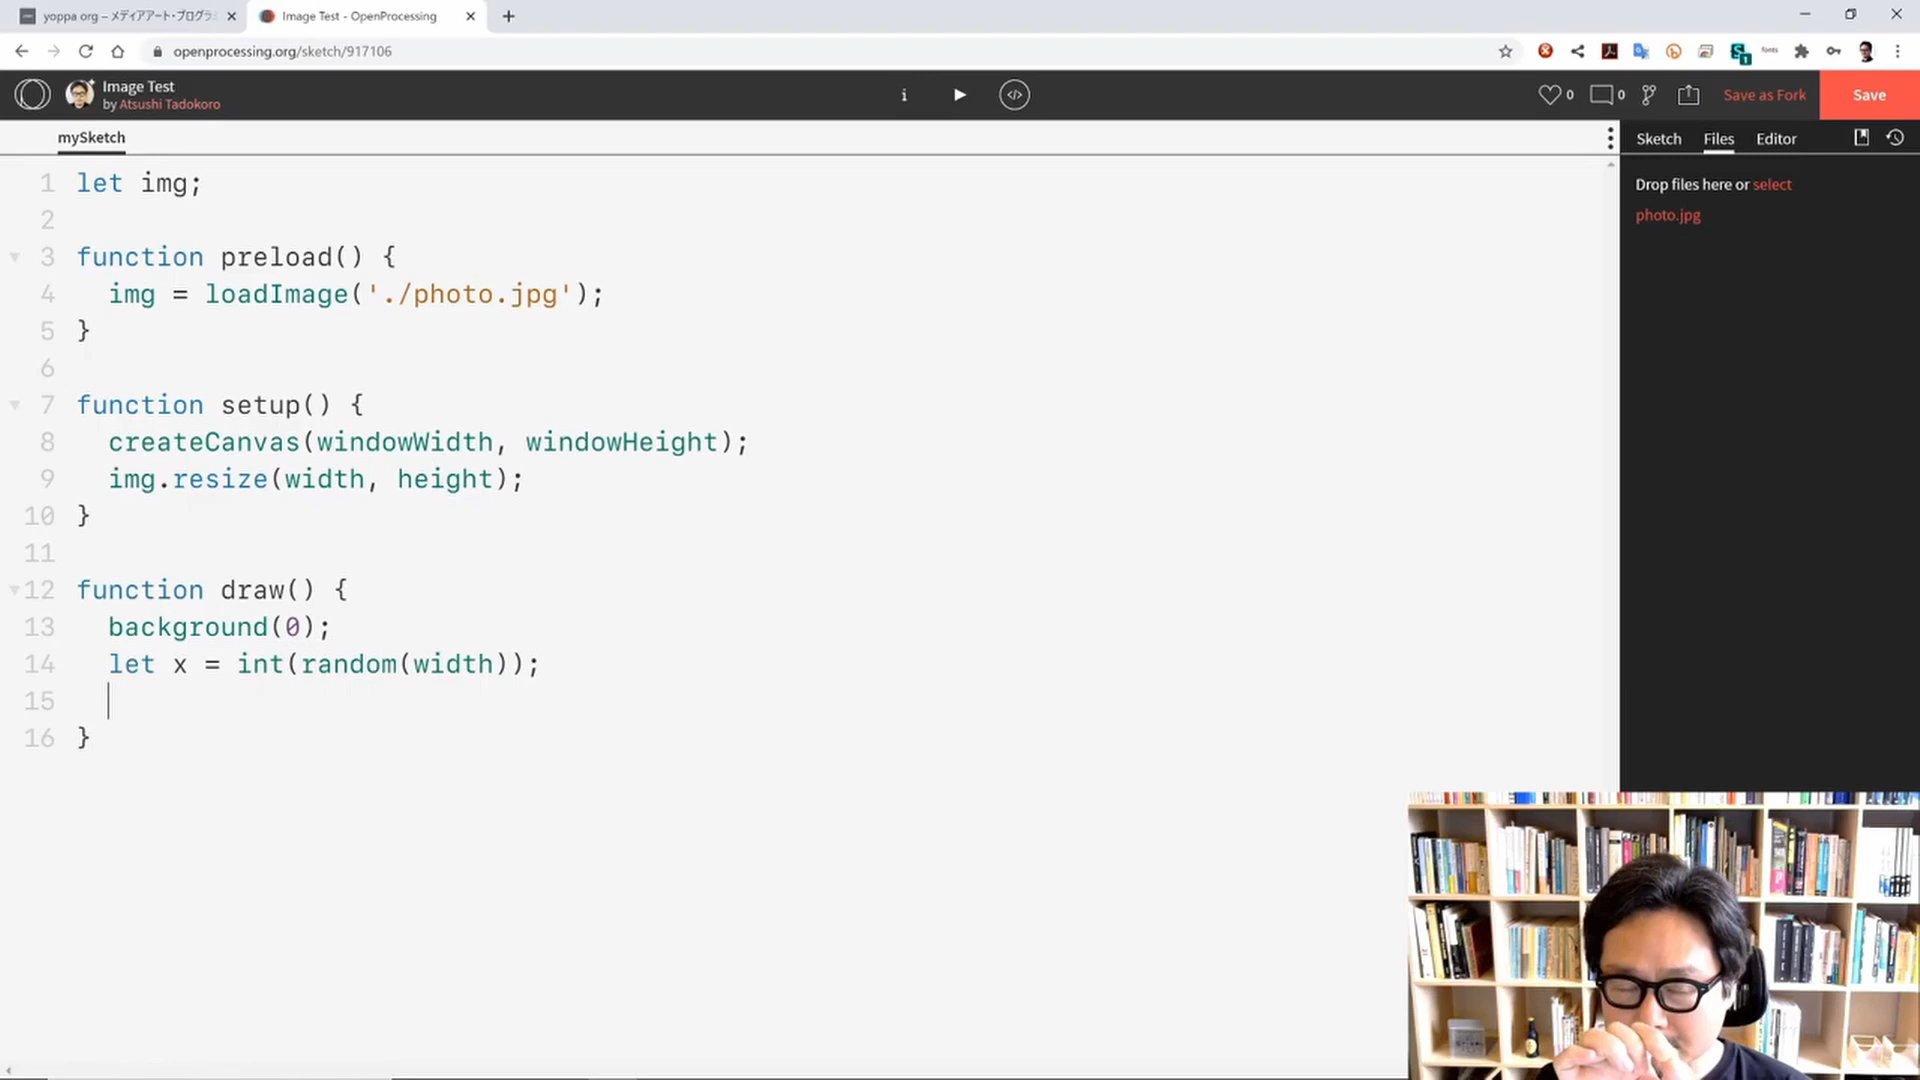 yoppa org – メディアアート・プログラ
Image Test - OpenProcessing
openprocessing.org/sketch/917106
Image Test
by Atsushi Tadokoro
0
0
Save as Fork
Save
mySketch
Sketch
Files
Editor
Drop files here or select
photo.jpg
1 let img;
2
3 function preload() {
4 img = loadImage('./photo.jpg');
5 }
6
7 function setup() {
8 createCanvas(windowWidth, windowHeight);
9 img.resize(width, height);
10 }
11
12 function draw() {
13 background(0);
14 let x = int(random(width));
15
16 }